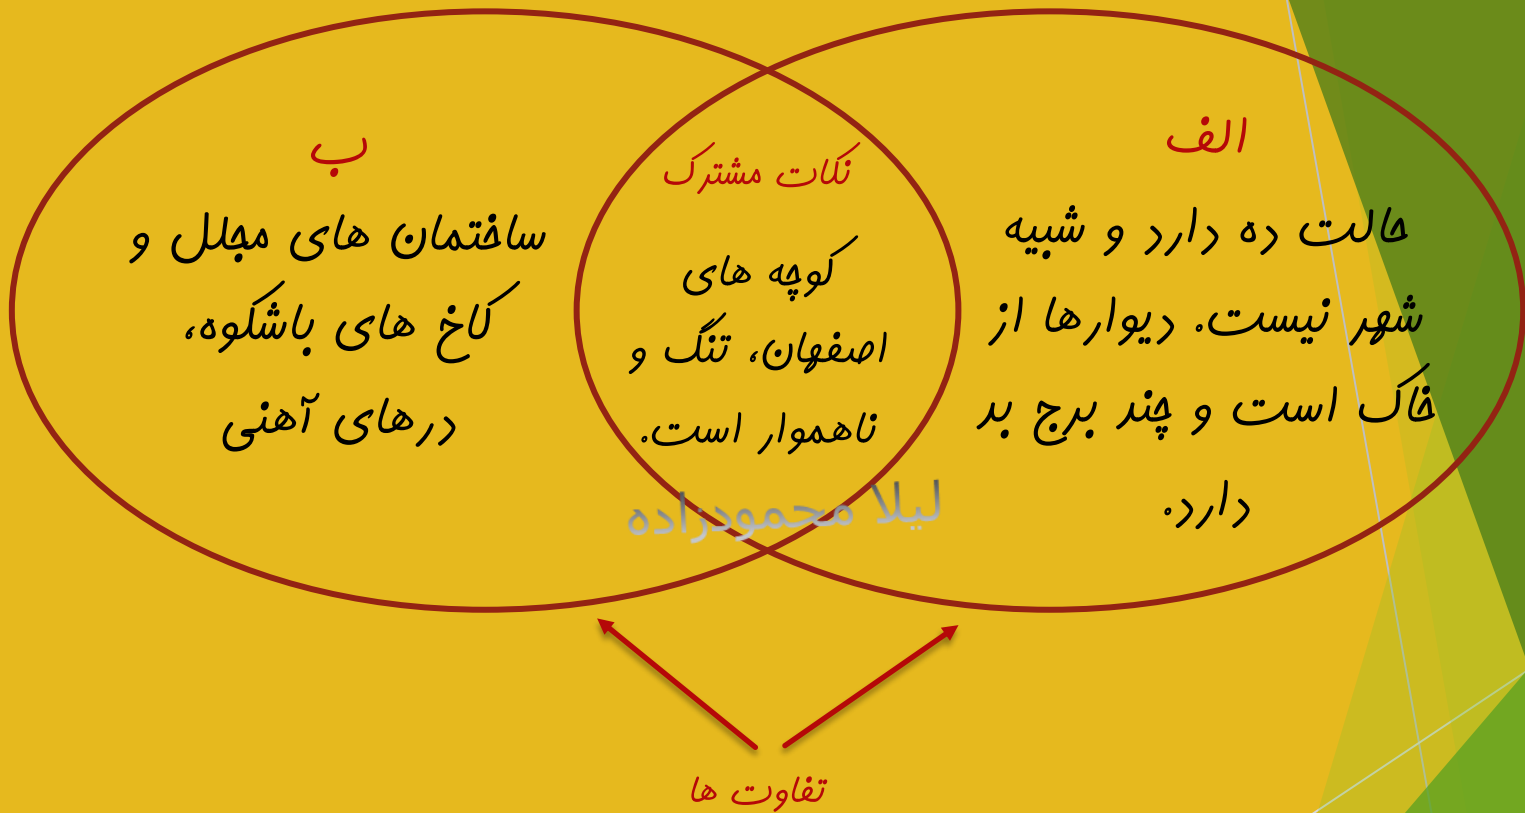 الف
حالت ده دارد و شبیه
شهر نیست. دیوارها از
خاک است و چند برج بر
دارد.
نکات مشترک
کوچه های
اصفهان، تنگ و
ناهموار است.
ب
ساختمان های مجلل و
کاخ های باشکوه،
درهای آهنی
لیلا محمودزاده
تفاوت ها